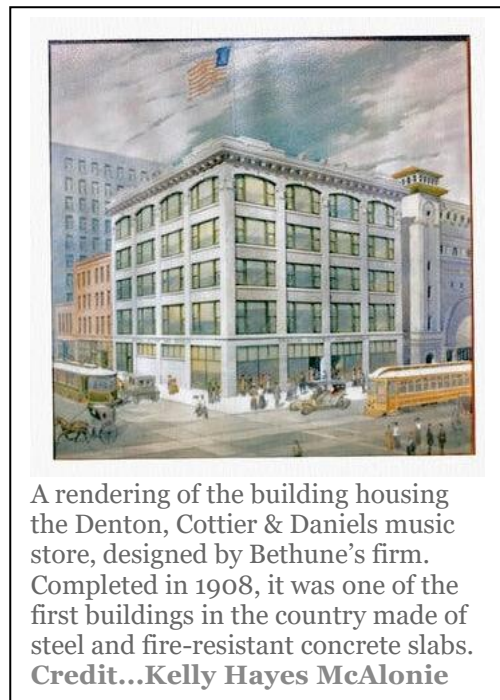 A rendering of the building housing
the Denton, Cottier & Daniels music
store, designed by Bethune’s firm.
Completed in 1908, it was one of the
first buildings in the country made of
steel and fire-resistant concrete slabs.
Credit...Kelly Hayes McAlonie